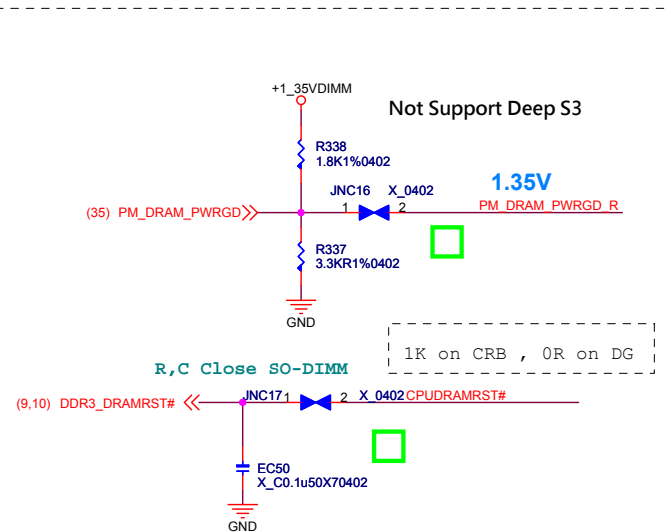 +1_35VDIMM
Not Support Deep S3
R338
1.8K1%0402
JNC16 X_0402
1.35V
(35) PM_DRAM_PWRGD
1 2
PM_DRAM_PWRGD_R
R337
3.3KR1%0402
GND
1K on CRB , 0R on DG
R,C Close SO-DIMM
(9,10) DDR3_DRAMRST#
JNC17 1 2 X_0402 CPUDRAMRST#
EC50
X_C0.1u50X70402
GND